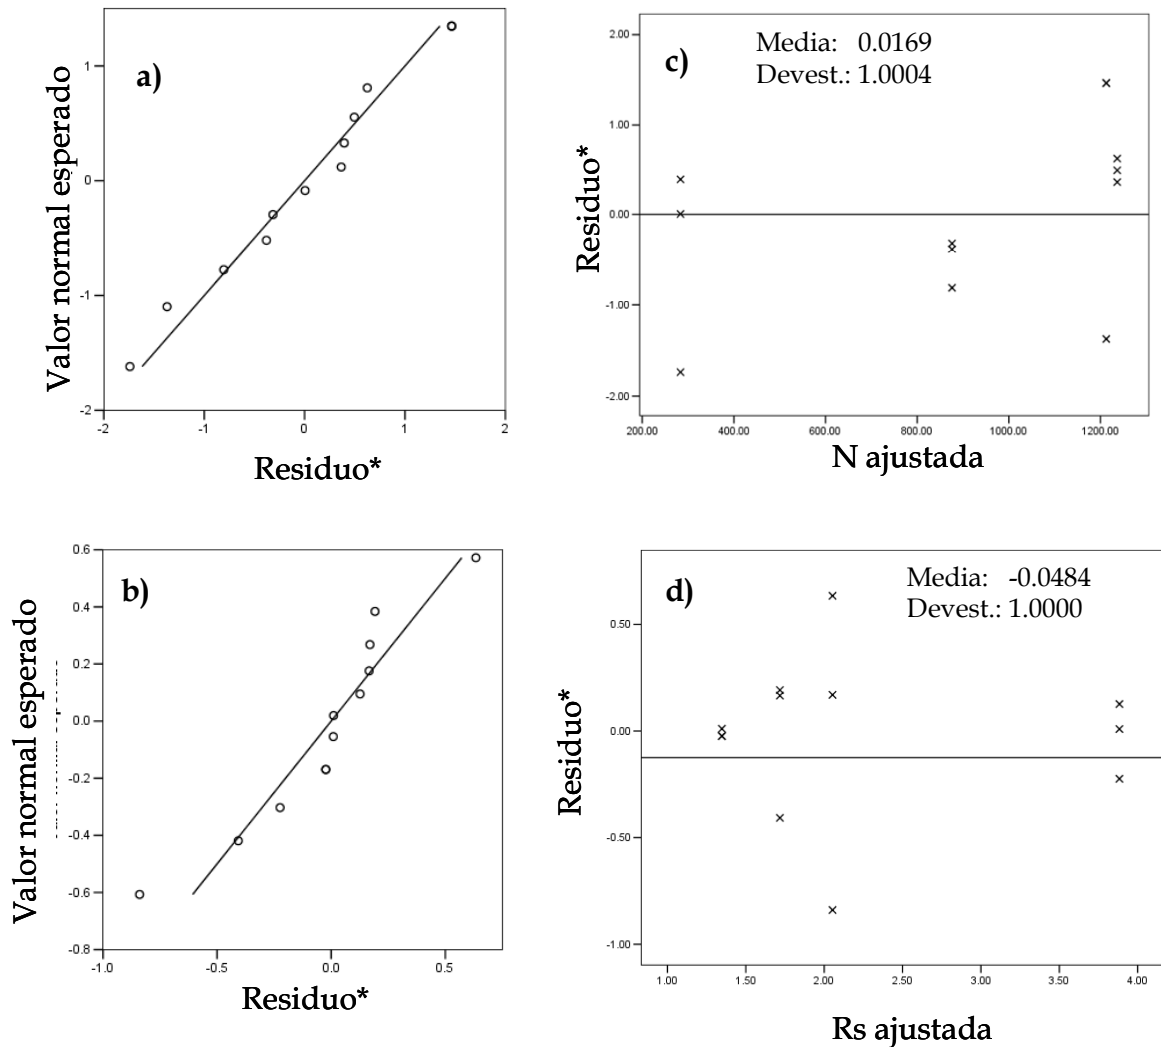 a)
Valor normal esperado
1
0
-1
-2
-2
-1
0
1
2
Residuo*
c)
Media: 0.0169
Devest.: 1.0004
Residuo*
2.00
1.00
0.00
-1.00
-2.00
200.00
400.00
600.00
800.00
1000.00
1200.00
N ajustada
b)
Valor normal esperado
0.6
0.4
0.2
0.0
-0.2
-0.4
-0.6
-0.8
-1.0
-0.5
0.0
0.5
Residuo*
d)
Media: -0.0484
Devest.: 1.0000
Residuo*
0.50
0.00
-0.50
-1.00
1.00
1.50
2.00
2.50
3.00
3.50
4.00
Rs ajustada